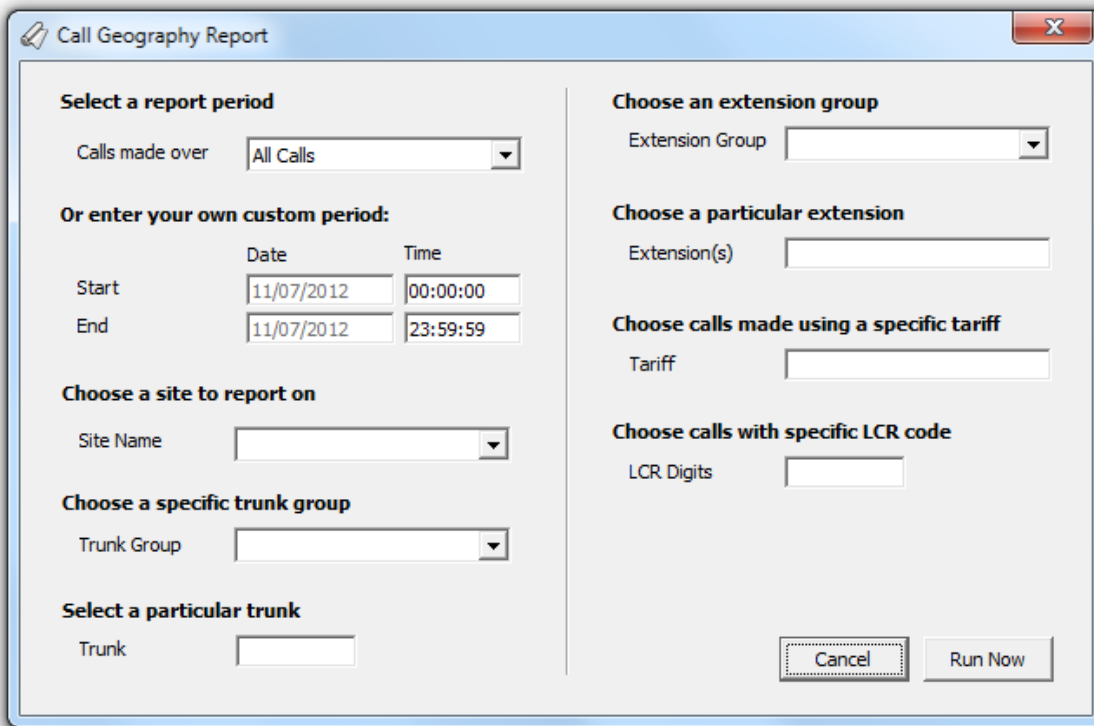 Call Geography Report
Select a report period
Calls made over All Calls
Or enter your own custom period:
Date Time
Start 11/07/2012 00:00:00
End 11/07/2012 23:59:59
Choose a site to report on
Site Name
Choose a specific trunk group
Trunk Group
Select a particular trunk
Trunk
Choose an extension group
Extension Group
Choose a particular extension
Extension(s)
Choose calls made using a specific tariff
Tariff
Choose calls with specific LCR code
LCR Digits
Cancel Run Now